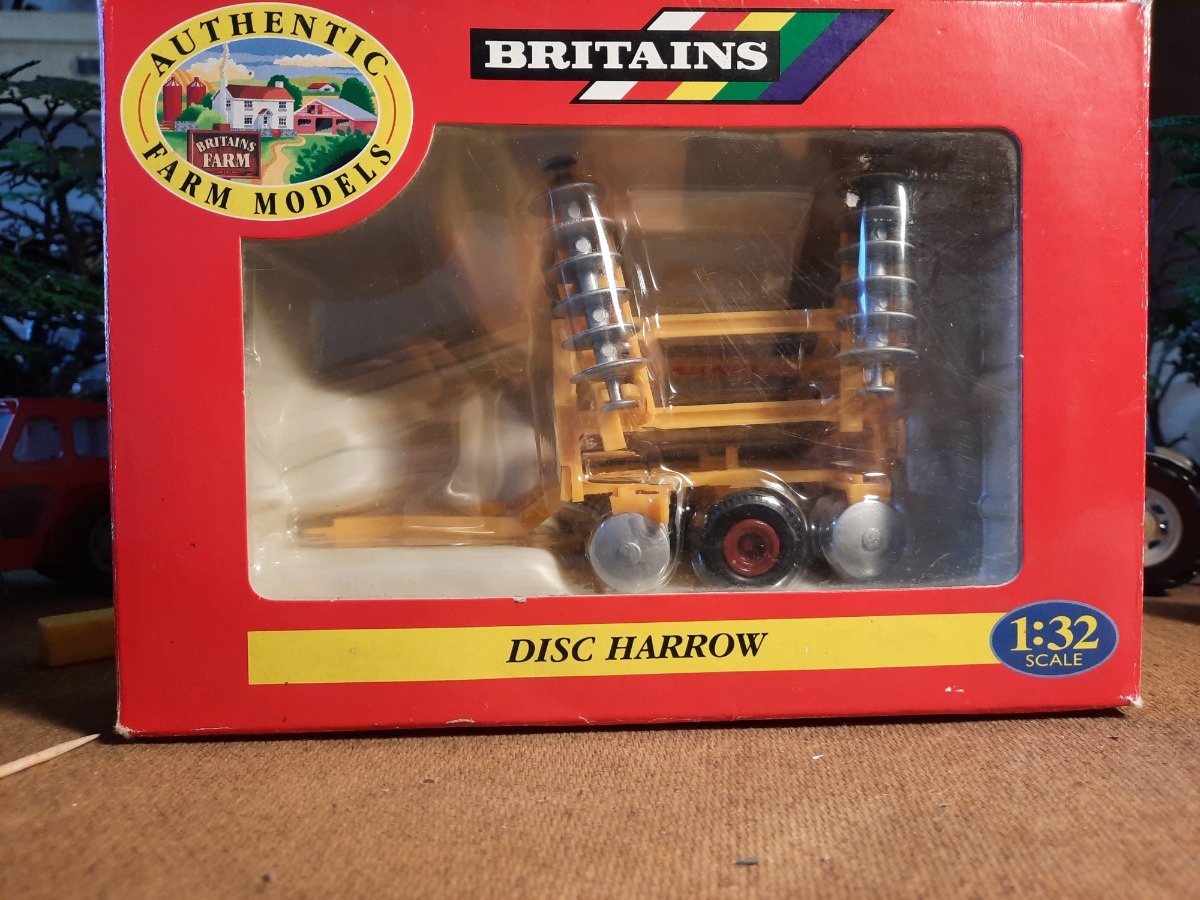 AUTHENTIC
FARM MODELS
BRITAINS
FARM
BRITAINS
DISC HARROW
1:32
SCALE